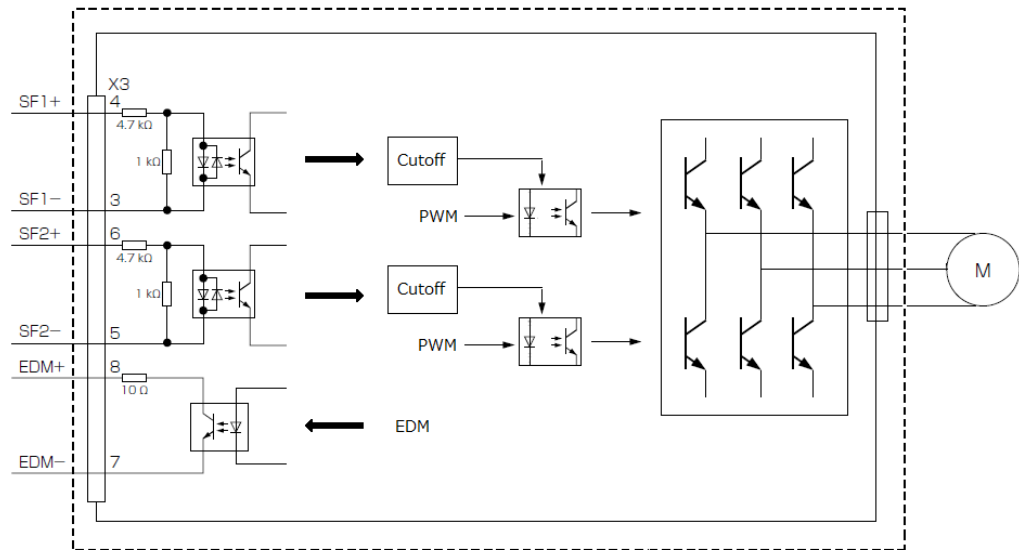 X3
SF1+
4
4.7 kΩ
1 kΩ
SF1−
3
Cutoff
PWM
SF2+
6
4.7 kΩ
1 kΩ
SF2−
5
Cutoff
PWM
EDM+
8
10 Ω
EDM
EDM−
7
M